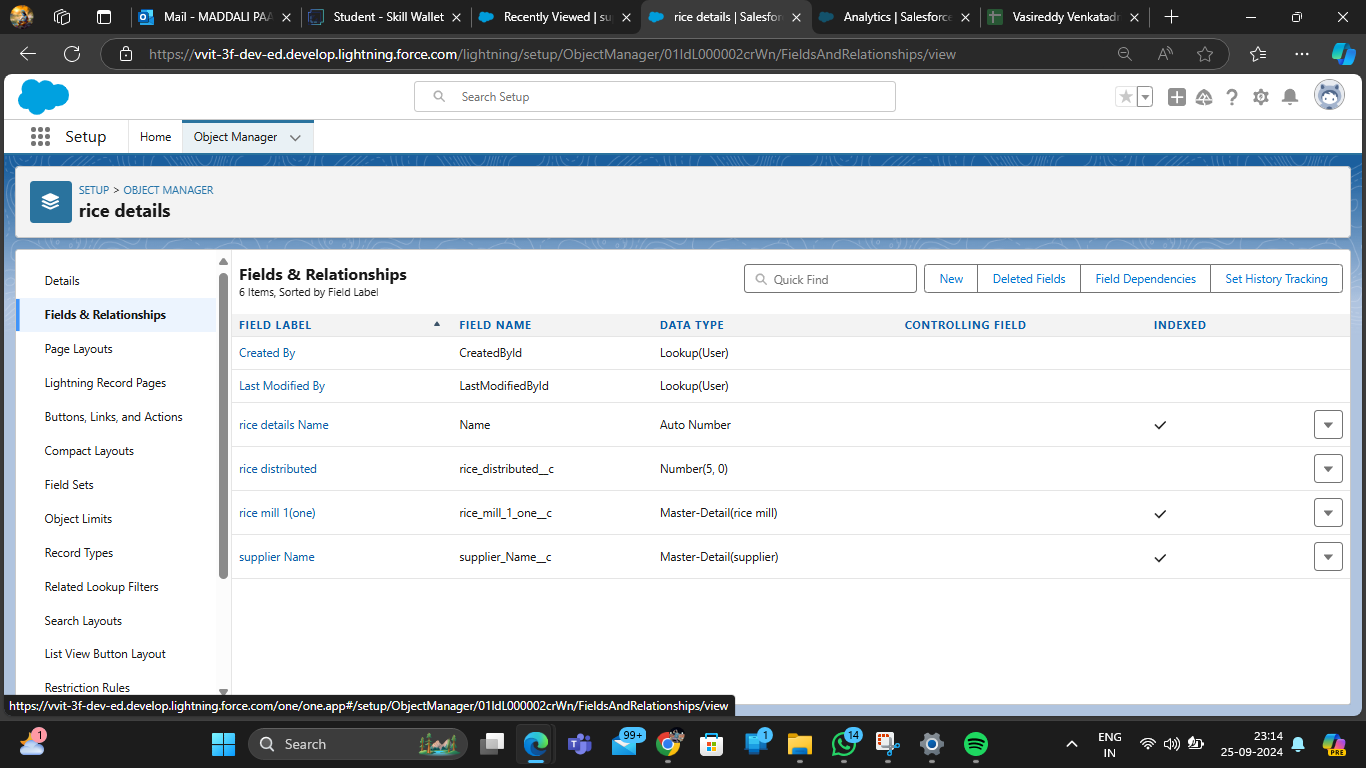 Mail - MADDALI PAA
Student - Skill Wallet
Recently Viewed | su
rice details | Salesfor
Analytics | Salesforce
Vasireddy Venkatadr
https://vvit-3f-dev-ed.develop.lightning.force.com/lightning/setup/ObjectManager/01IdL000002crWn/FieldsAndRelationships/view
Search Setup
Setup
Home
Object Manager
SETUP > OBJECT MANAGER
rice details
Details
Fields & Relationships
Page Layouts
Lightning Record Pages
Buttons, Links, and Actions
Compact Layouts
Field Sets
Object Limits
Record Types
Related Lookup Filters
Search Layouts
List View Button Layout
Restriction Rules
Fields & Relationships
6 Items, Sorted by Field Label
Quick Find
New
Deleted Fields
Field Dependencies
Set History Tracking
FIELD LABEL FIELD NAME DATA TYPE CONTROLLING FIELD INDEXED
Created By CreatedById Lookup(User)
Last Modified By LastModifiedById Lookup(User)
rice details Name Name Auto Number
rice distributed rice_distributed__c Number(5, 0)
rice mill 1(one) rice_mill_1_one__c Master-Detail(rice mill)
supplier Name supplier_Name__c Master-Detail(supplier)
https://vvit-3f-dev-ed.develop.lightning.force.com/one/one.app#/setup/ObjectManager/01IdL000002crWn/FieldsAndRelationships/view
1
Search
99+
1
14
ENG
IN
23:14
25-09-2024
PRE